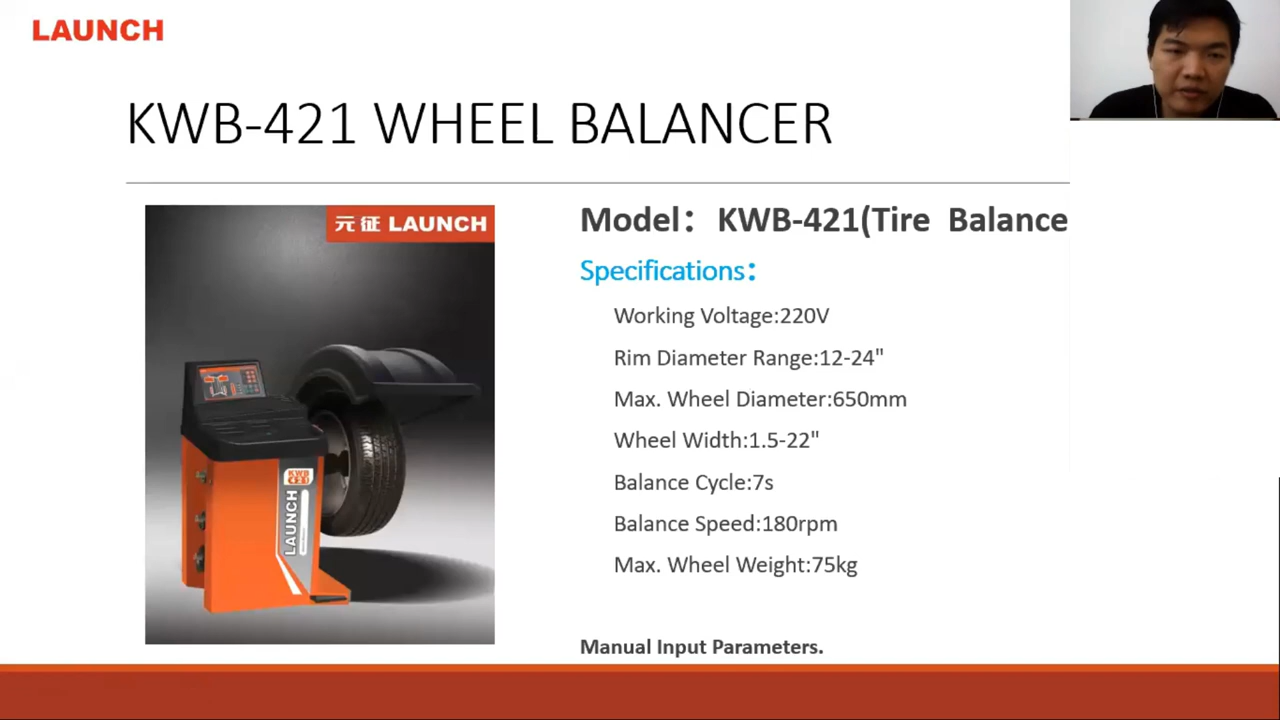 LAUNCH
KWB-421 WHEEL BALANCER
元征 LAUNCH
KWB
421
LAUNCH
Model：KWB-421(Tire Balance
Specifications：
Working Voltage:220V
Rim Diameter Range:12-24"
Max. Wheel Diameter:650mm
Wheel Width:1.5-22"
Balance Cycle:7s
Balance Speed:180rpm
Max. Wheel Weight:75kg
Manual Input Parameters.